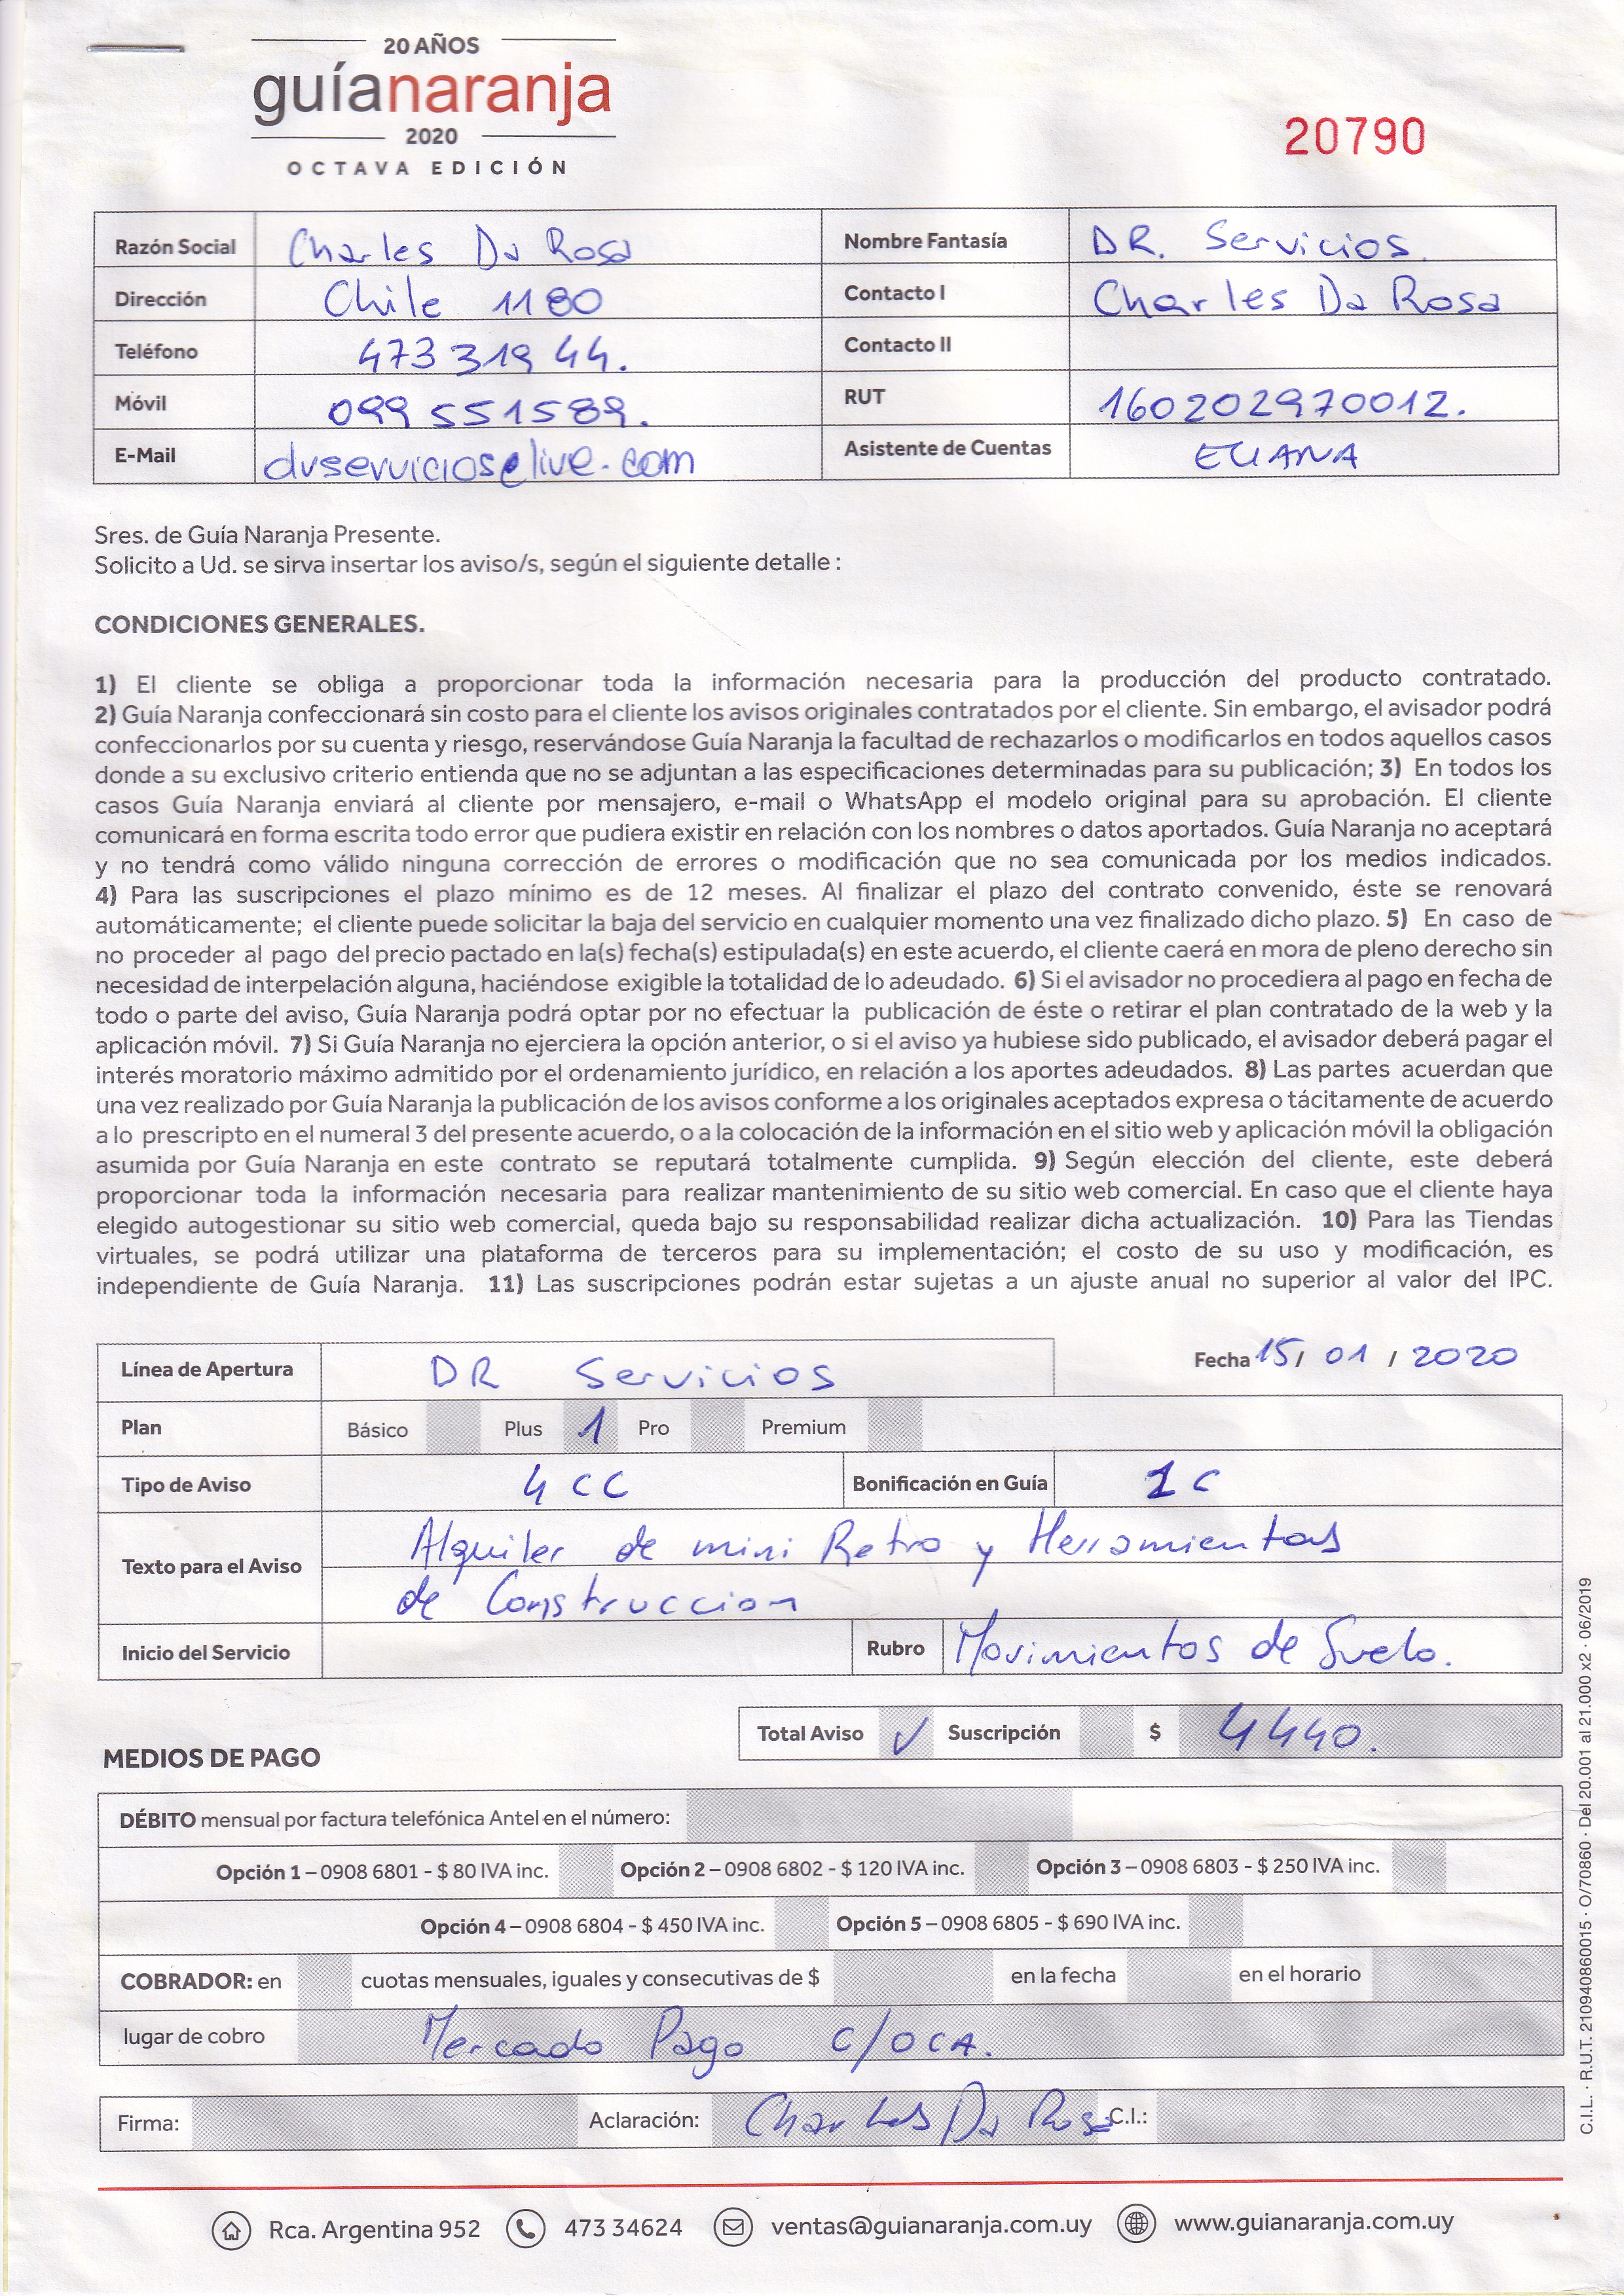 20 AÑOS
guíanaranja
2020
OCTAVA EDICIÓN
20790
Razón Social Charles Da Rosa Nombre Fantasía DR. Servicios.
Dirección Chile 1180 Contacto I Charles Da Rosa
Teléfono 473 319 44. Contacto II
Móvil 099 551589. RUT 160202970012.
E-Mail drservicios@live.com Asistente de Cuentas ELIANA
Sres. de Guía Naranja Presente.
Solicito a Ud. se sirva insertar los aviso/s, según el siguiente detalle :
CONDICIONES GENERALES.
1) El cliente se obliga a proporcionar toda la información necesaria para la producción del producto contratado.
2) Guía Naranja confeccionará sin costo para el cliente los avisos originales contratados por el cliente. Sin embargo, el avisador podrá
confeccionarlos por su cuenta y riesgo, reservándose Guía Naranja la facultad de rechazarlos o modificarlos en todos aquellos casos
donde a su exclusivo criterio entienda que no se adjuntan a las especificaciones determinadas para su publicación; 3) En todos los
casos Guía Naranja enviará al cliente por mensajero, e-mail o WhatsApp el modelo original para su aprobación. El cliente
comunicará en forma escrita todo error que pudiera existir en relación con los nombres o datos aportados. Guía Naranja no aceptará
y no tendrá como válido ninguna corrección de errores o modificación que no sea comunicada por los medios indicados.
4) Para las suscripciones el plazo mínimo es de 12 meses. Al finalizar el plazo del contrato convenido, éste se renovará
automáticamente; el cliente puede solicitar la baja del servicio en cualquier momento una vez finalizado dicho plazo. 5) En caso de
no proceder al pago del precio pactado en la(s) fecha(s) estipulada(s) en este acuerdo, el cliente caerá en mora de pleno derecho sin
necesidad de interpelación alguna, haciéndose exigible la totalidad de lo adeudado. 6) Si el avisador no procediera al pago en fecha de
todo o parte del aviso, Guía Naranja podrá optar por no efectuar la publicación de éste o retirar el plan contratado de la web y la
aplicación móvil. 7) Si Guía Naranja no ejerciera la opción anterior, o si el aviso ya hubiese sido publicado, el avisador deberá pagar el
interés moratorio máximo admitido por el ordenamiento jurídico, en relación a los aportes adeudados. 8) Las partes acuerdan que
una vez realizado por Guía Naranja la publicación de los avisos conforme a los originales aceptados expresa o tácitamente de acuerdo
a lo prescripto en el numeral 3 del presente acuerdo, o a la colocación de la información en el sitio web y aplicación móvil la obligación
asumida por Guía Naranja en este contrato se reputará totalmente cumplida. 9) Según elección del cliente, este deberá
proporcionar toda la información necesaria para realizar mantenimiento de su sitio web comercial. En caso que el cliente haya
elegido autogestionar su sitio web comercial, queda bajo su responsabilidad realizar dicha actualización. 10) Para las Tiendas
virtuales, se podrá utilizar una plataforma de terceros para su implementación; el costo de su uso y modificación, es
independiente de Guía Naranja. 11) Las suscripciones podrán estar sujetas a un ajuste anual no superior al valor del IPC.
Línea de Apertura DR Servicios Fecha 15/ 01 / 2020
Plan Básico Plus 1 Pro Premium
Tipo de Aviso 4 CC Bonificación en Guía 1 C
Texto para el Aviso Alquiler de mini Retro y Herramientas
de Construccion
Inicio del Servicio Rubro Movimientos de Suelo.
Total Aviso ✓ Suscripción $ 4440.
MEDIOS DE PAGO
DÉBITO mensual por factura telefónica Antel en el número:
Opción 1 – 0908 6801 - $ 80 IVA inc. Opción 2 – 0908 6802 - $ 120 IVA inc. Opción 3 – 0908 6803 - $ 250 IVA inc.
Opción 4 – 0908 6804 - $ 450 IVA inc. Opción 5 – 0908 6805 - $ 690 IVA inc.
COBRADOR: en cuotas mensuales, iguales y consecutivas de $ en la fecha en el horario
lugar de cobro Mercado Pago C/OCA.
Firma: Aclaración: Charles Da Rosa C.I.:
Rca. Argentina 952 473 34624 ventas@guianaranja.com.uy www.guianaranja.com.uy
C.I.L. · R.U.T. 210940860015 · O/70860 · Del 20.001 al 21.000 x2 · 06/2019